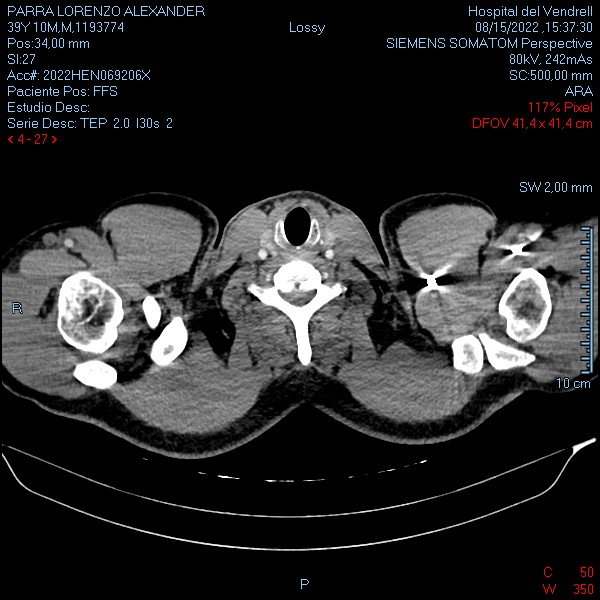 PARRA LORENZO ALEXANDER
39Y 10M,M,1193774
Pos:34,00 mm
SI:27
Acc#: 2022HEN069206X
Paciente Pos: FFS
Estudio Desc:
Serie Desc: TEP 2.0 I30s 2
< 4 - 27 >
Lossy
Hospital del Vendrell
08/15/2022 ,15:37:30
SIEMENS SOMATOM Perspective
80kV, 242mAs
SC:500,00 mm
ARA
117% Pixel
DFOV 41,4 x 41,4 cm
SW 2,00 mm
R
10 cm
P
C 50
W 350